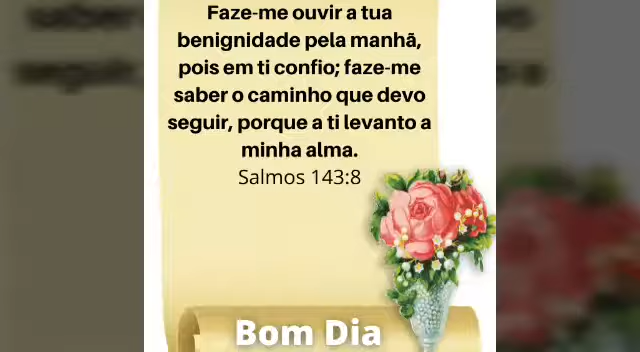 Faze-me ouvir a tua
benignidade pela manhã,
pois em ti confio; faze-me
saber o caminho que devo
seguir, porque a ti levanto a
minha alma.
Salmos 143:8
Bom Dia